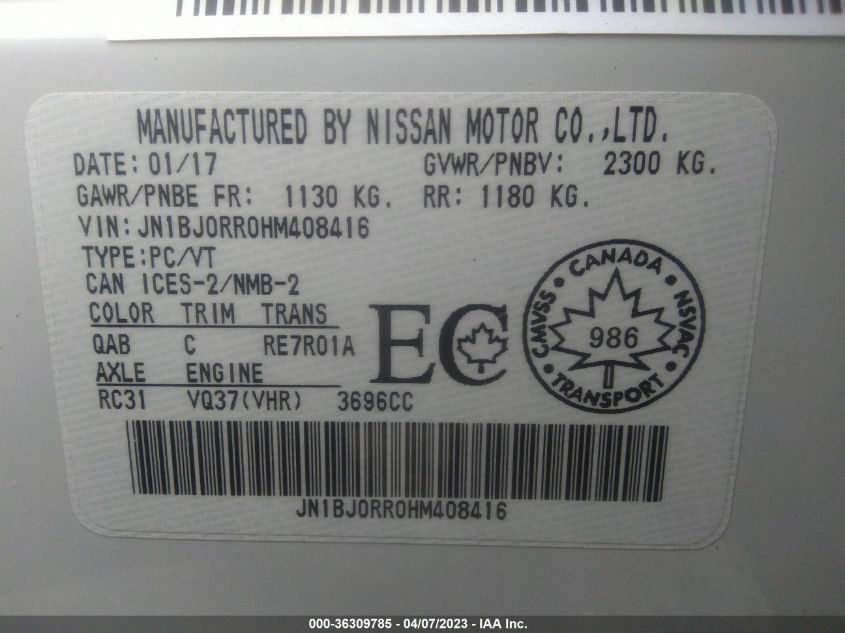 MANUFACTURED BY NISSAN MOTOR CO.,LTD.
DATE: 01/17 GVWR/PNBV: 2300 KG.
GAWR/PNBE FR: 1130 KG. RR: 1180 KG.
VIN: JN1BJ0RR0HM408416
TYPE:PC/VT
CAN ICES-2/NMB-2
COLOR TRIM TRANS
QAB C RE7R01A
AXLE ENGINE
RC31 VQ37(VHR) 3696CC
EC
CANADA
CMVSS 986 NSVAC
TRANSPORT
JN1BJ0RR0HM408416
000-36309785 - 04/07/2023 - IAA Inc.